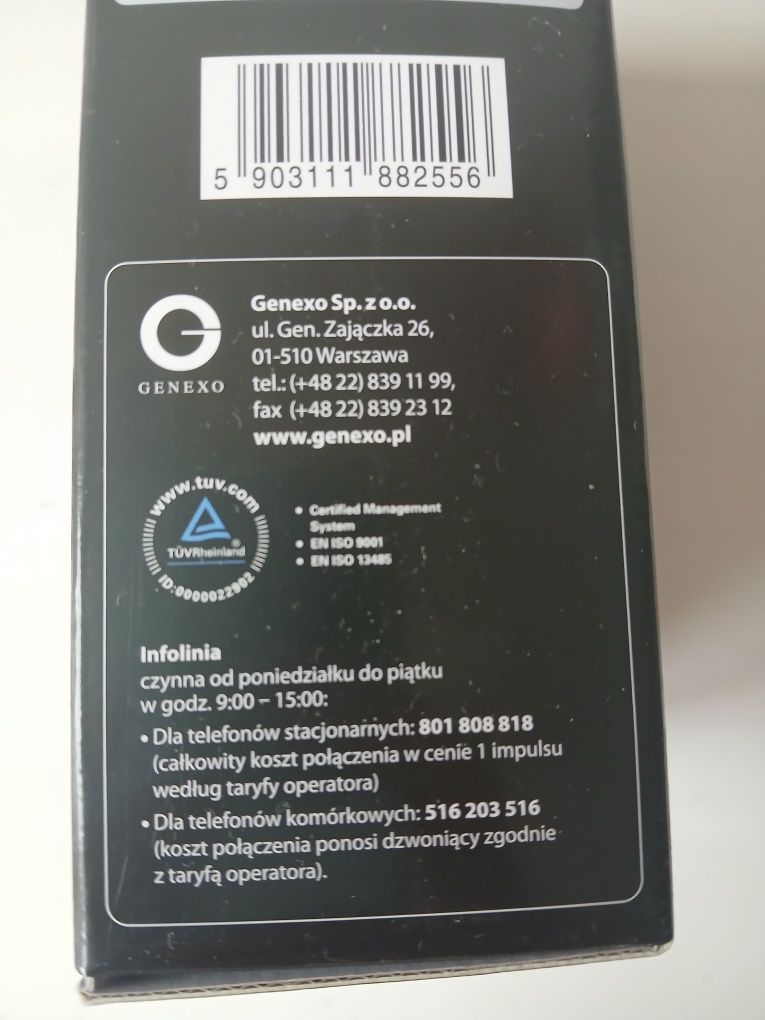 5 903111 882556
GENEXO
Genexo Sp. z o.o.
ul. Gen. Zajączka 26,
01-510 Warszawa
tel.: (+48 22) 839 11 99,
fax (+48 22) 839 23 12
www.genexo.pl
www.tuv.com
TÜVRheinland®
ID:0000022902
• Certified Management
System
• EN ISO 9001
• EN ISO 13485
Infolinia
czynna od poniedziałku do piątku
w godz. 9:00 – 15:00:
• Dla telefonów stacjonarnych: 801 808 818
(całkowity koszt połączenia w cenie 1 impulsu
według taryfy operatora)
• Dla telefonów komórkowych: 516 203 516
(koszt połączenia ponosi dzwoniący zgodnie
z taryfą operatora).